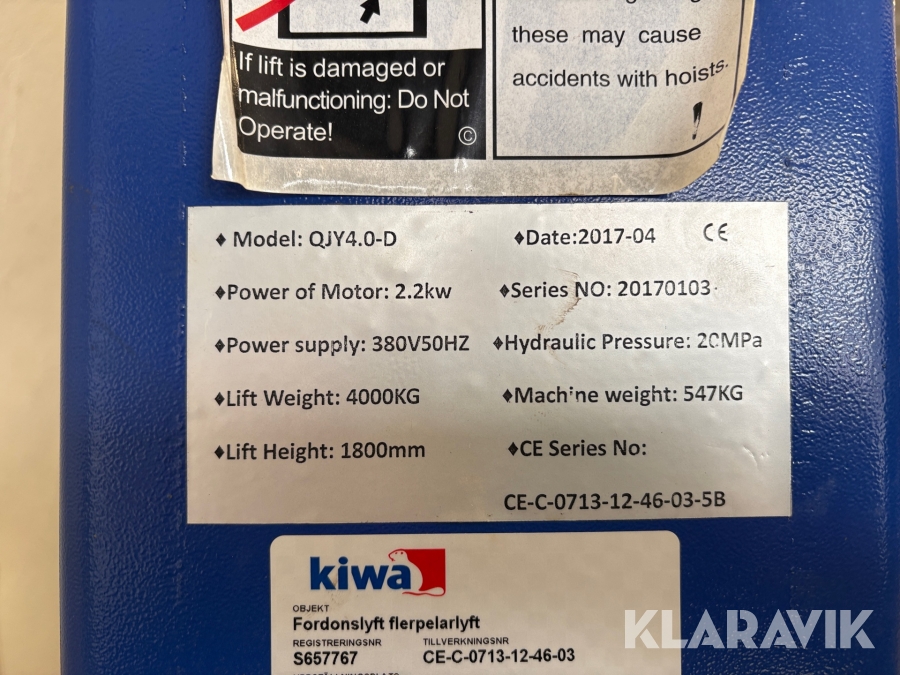 If lift is damaged or
malfunctioning: Do Not
Operate!
©
these may cause
accidents with hoists.
!
♦ Model: QJY4.0-D
♦Date:2017-04 CE
♦Power of Motor: 2.2kw
♦Series NO: 20170103
♦Power supply: 380V50HZ
♦Hydraulic Pressure: 20MPa
♦Lift Weight: 4000KG
♦Machine weight: 547KG
♦Lift Height: 1800mm
♦CE Series No:
CE-C-0713-12-46-03-5B
kiwa
OBJEKT
Fordonslyft flerpelarlyft
REGISTRERINGSNR TILLVERKNINGSNR
S657767 CE-C-0713-12-46-03
KLARAVIK